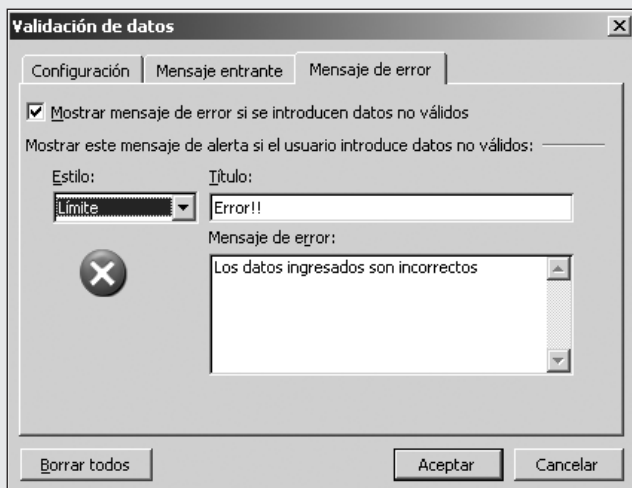 Validación de datos
Configuración Mensaje entrante Mensaje de error
Mostrar mensaje de error si se introducen datos no válidos
Mostrar este mensaje de alerta si el usuario introduce datos no válidos:
Estilo: Título:
Límite Error!!
Mensaje de error:
Los datos ingresados son incorrectos
Borrar todos Aceptar Cancelar